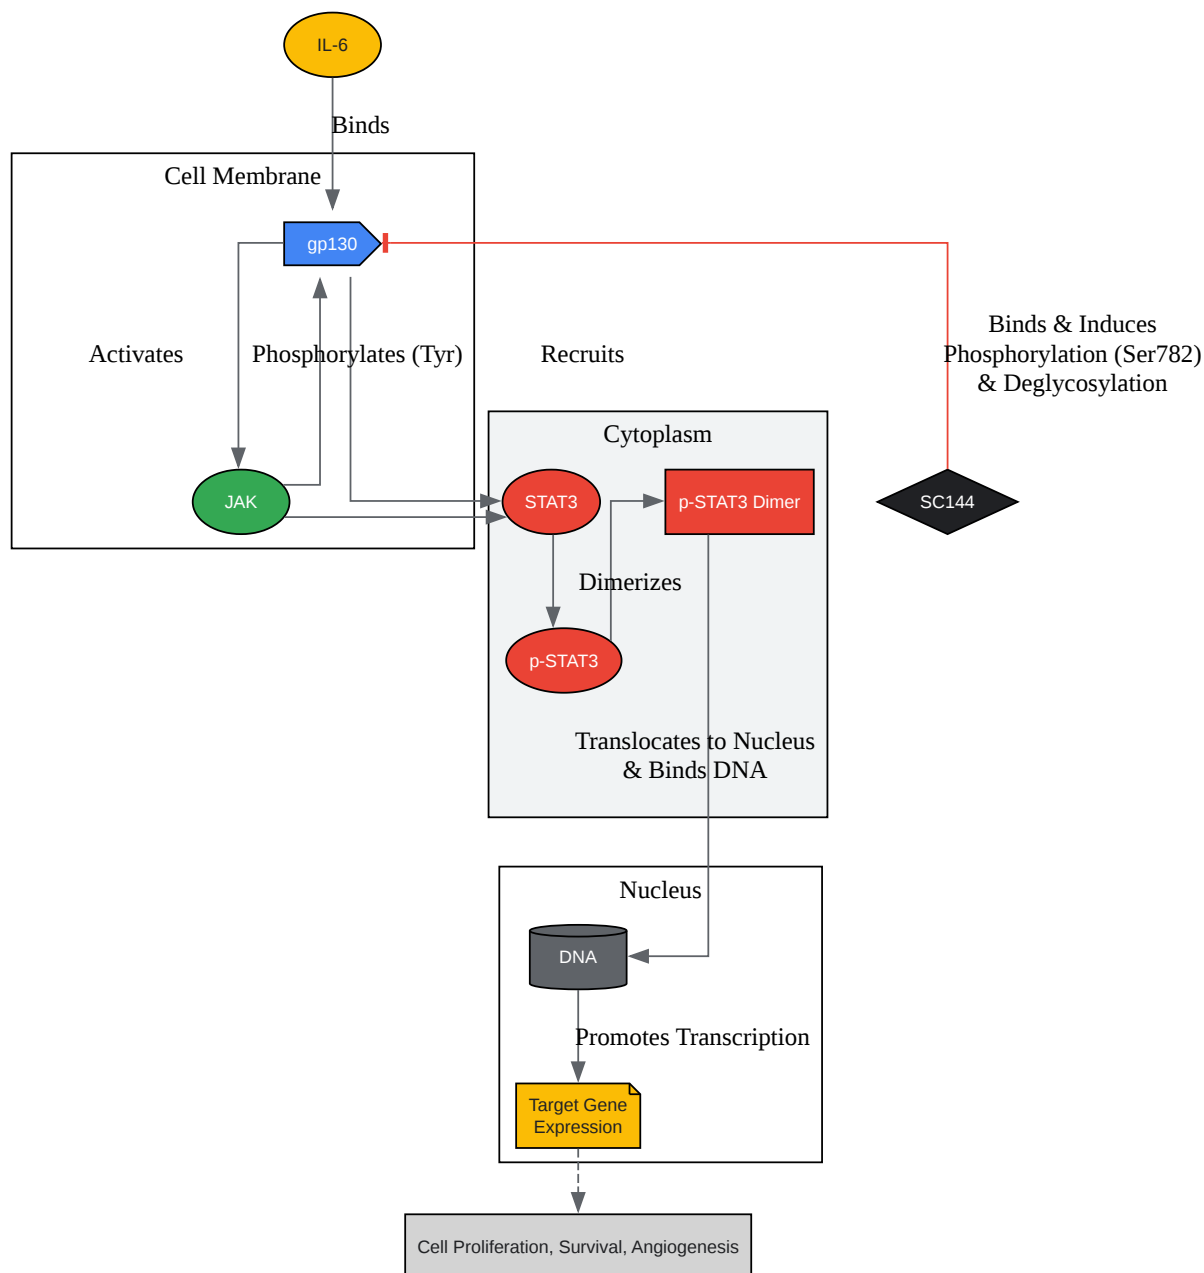 IL-6
Binds
Cell Membrane
gp130
Activates
Phosphorylates (Tyr)
Recruits
Binds & Induces
Phosphorylation (Ser782)
& Deglycosylation
Cytoplasm
JAK
STAT3
p-STAT3 Dimer
SC144
Dimerizes
p-STAT3
Translocates to Nucleus
& Binds DNA
Nucleus
DNA
Promotes Transcription
Target Gene
Expression
Cell Proliferation, Survival, Angiogenesis